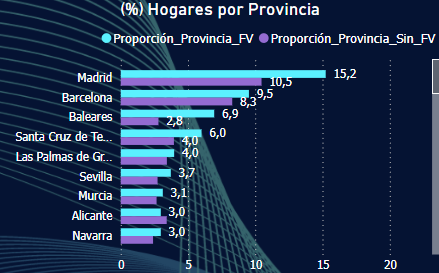 (%) Hogares por Provincia
Proporción_Provincia_FV Proporción_Provincia_Sin_FV
Madrid 15,2
10,5
Barcelona 9,5
8,3
Baleares 6,9
2,8
Santa Cruz de Te... 6,0
4,0
Las Palmas de Gr... 4,0
Sevilla 3,7
Murcia 3,1
Alicante 3,0
Navarra 3,0
0 5 10 15 20